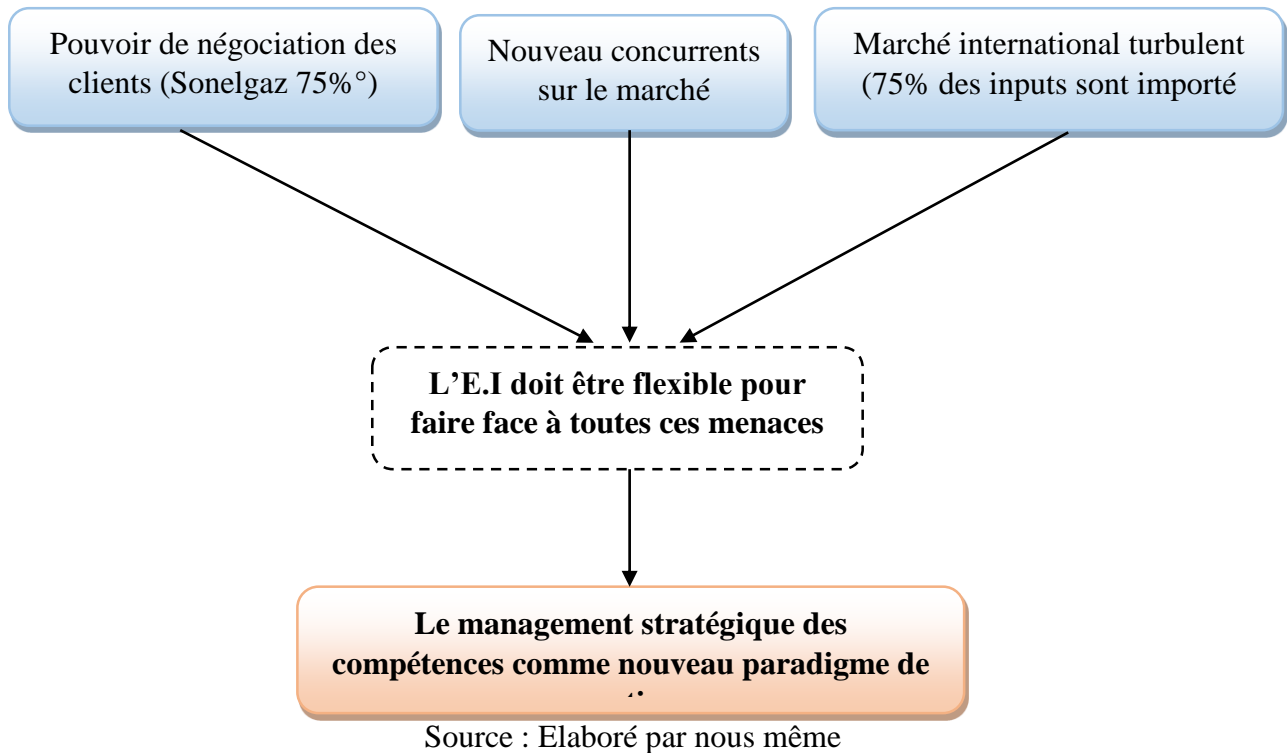 Pouvoir de négociation des
clients (Sonelgaz 75%°)
Nouveau concurrents
sur le marché
Marché international turbulent
(75% des inputs sont importé
L’E.I doit être flexible pour
faire face à toutes ces menaces
Le management stratégique des
compétences comme nouveau paradigme de
Source : Elaboré par nous même